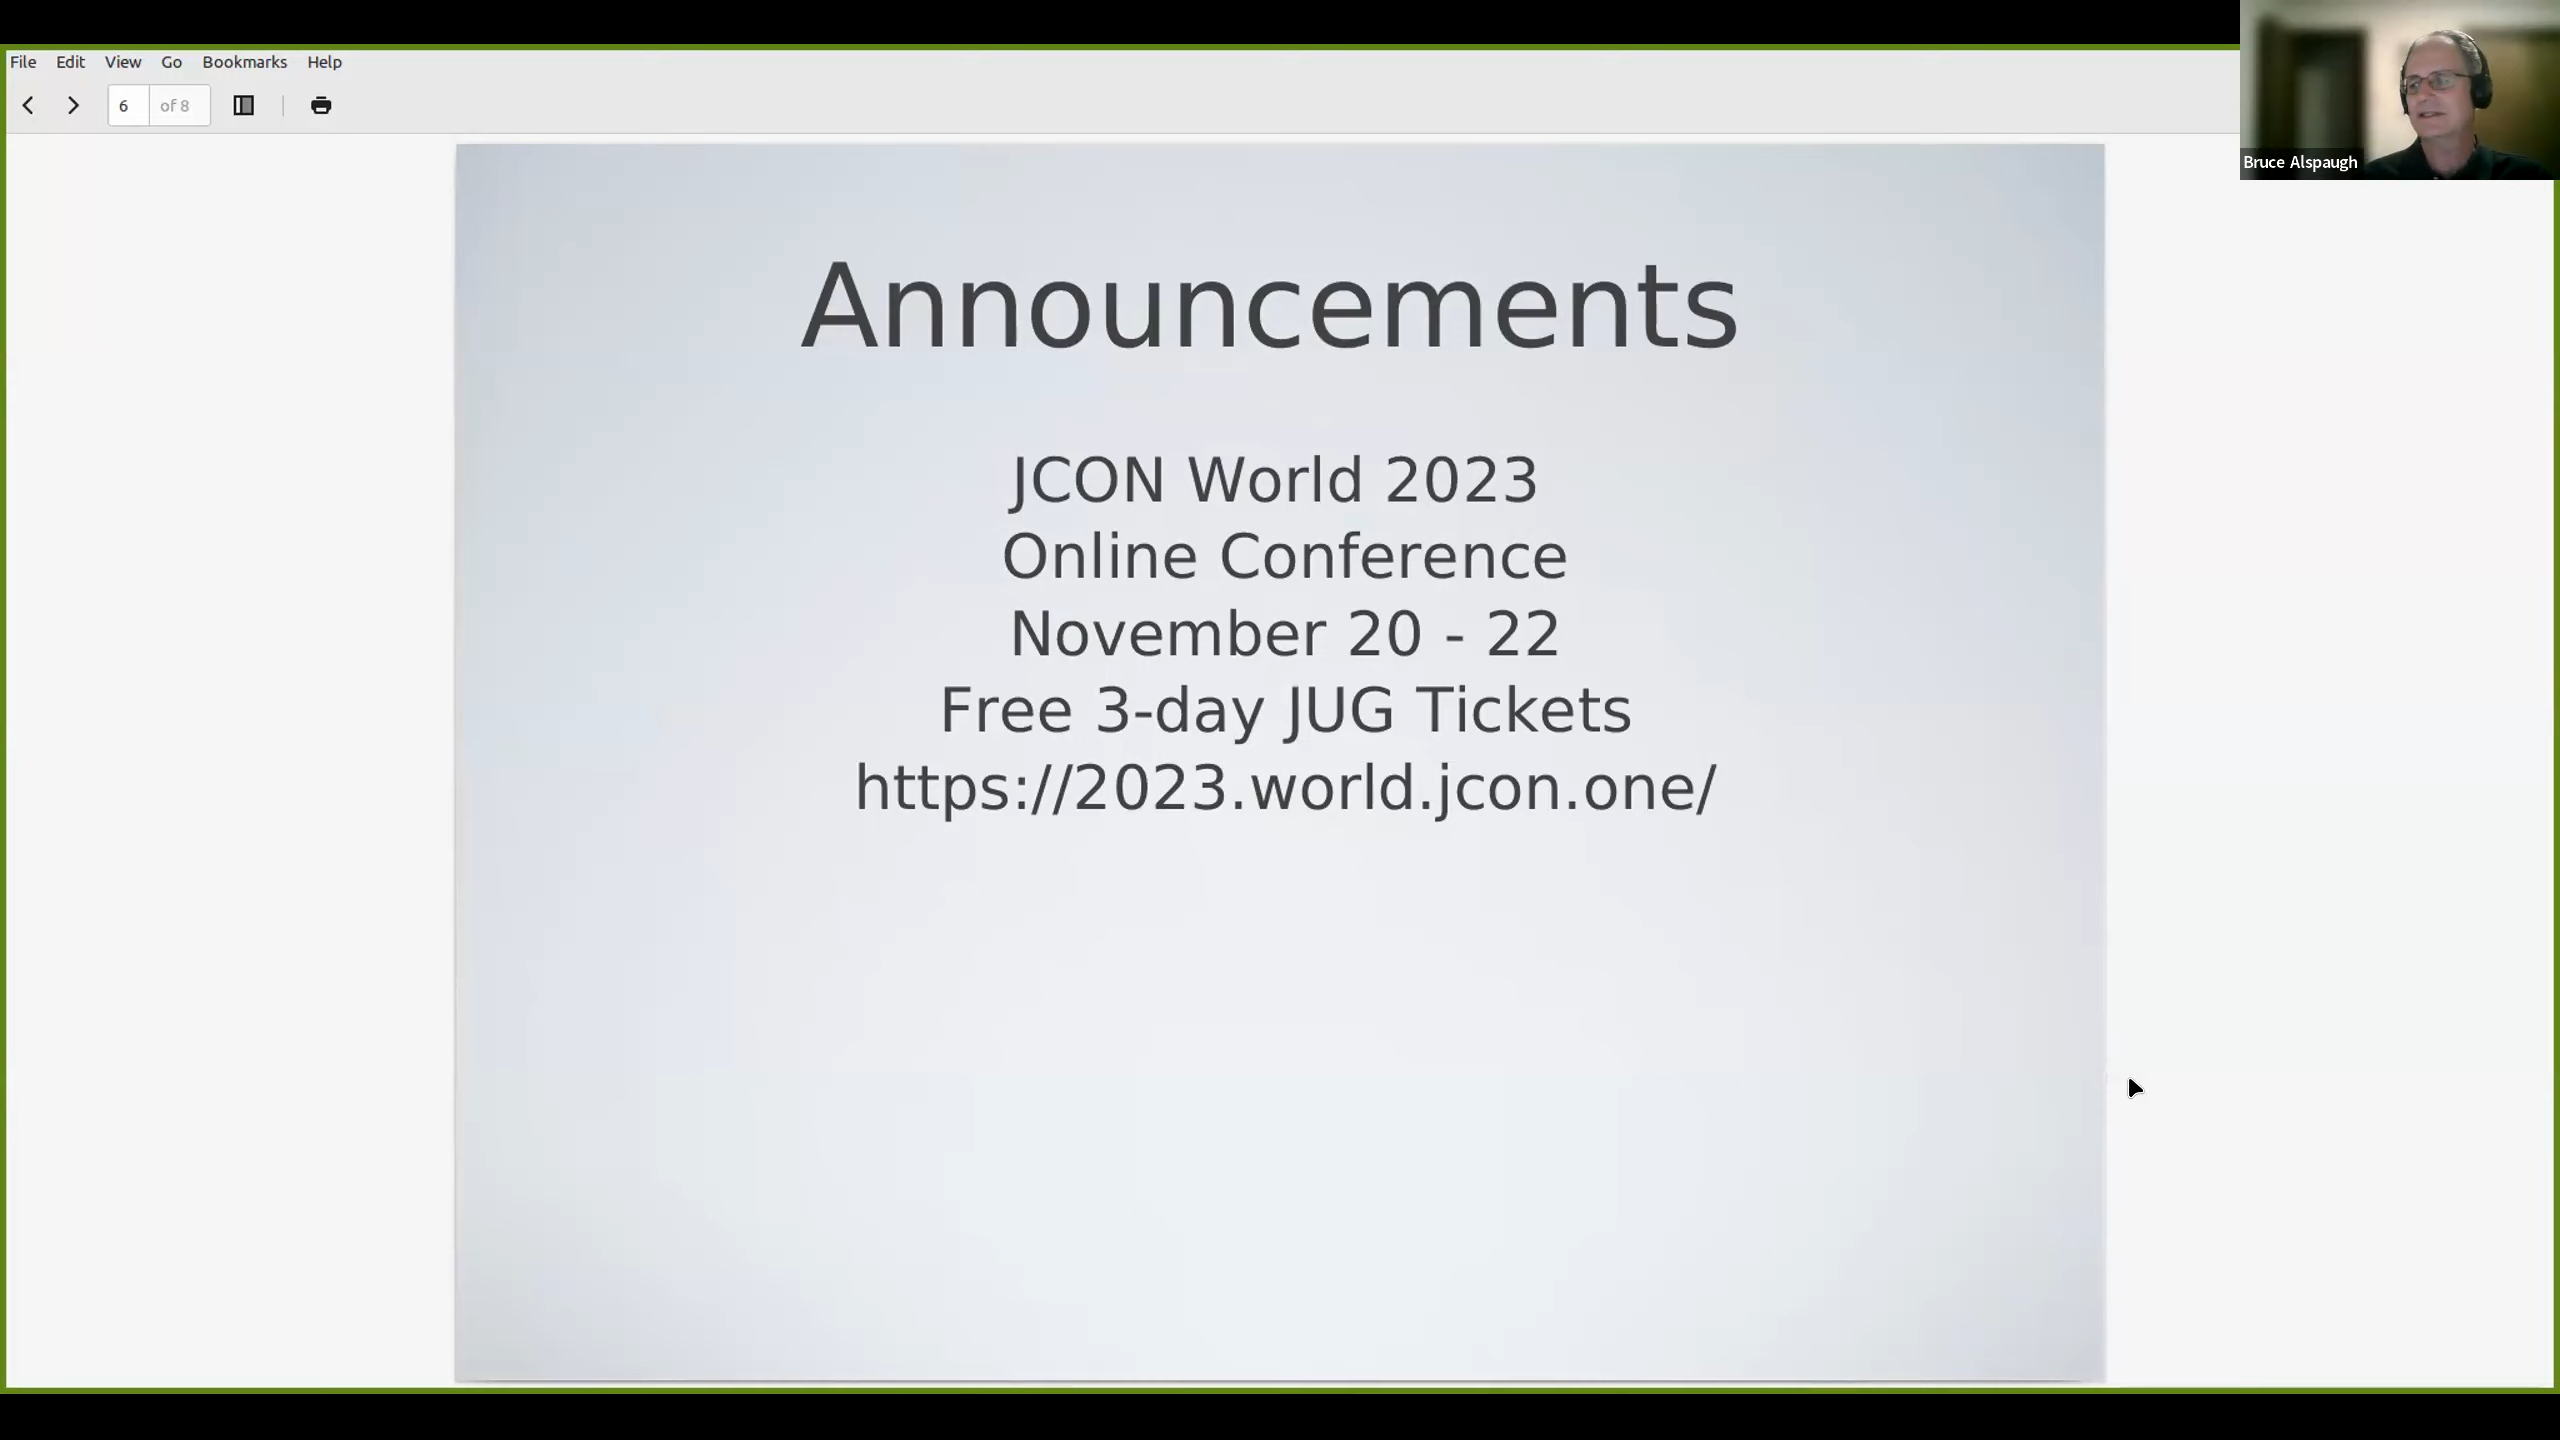 File Edit View Go Bookmarks Help
6 of 8
Bruce Alspaugh
Announcements
JCON World 2023
Online Conference
November 20 - 22
Free 3-day JUG Tickets
https://2023.world.jcon.one/